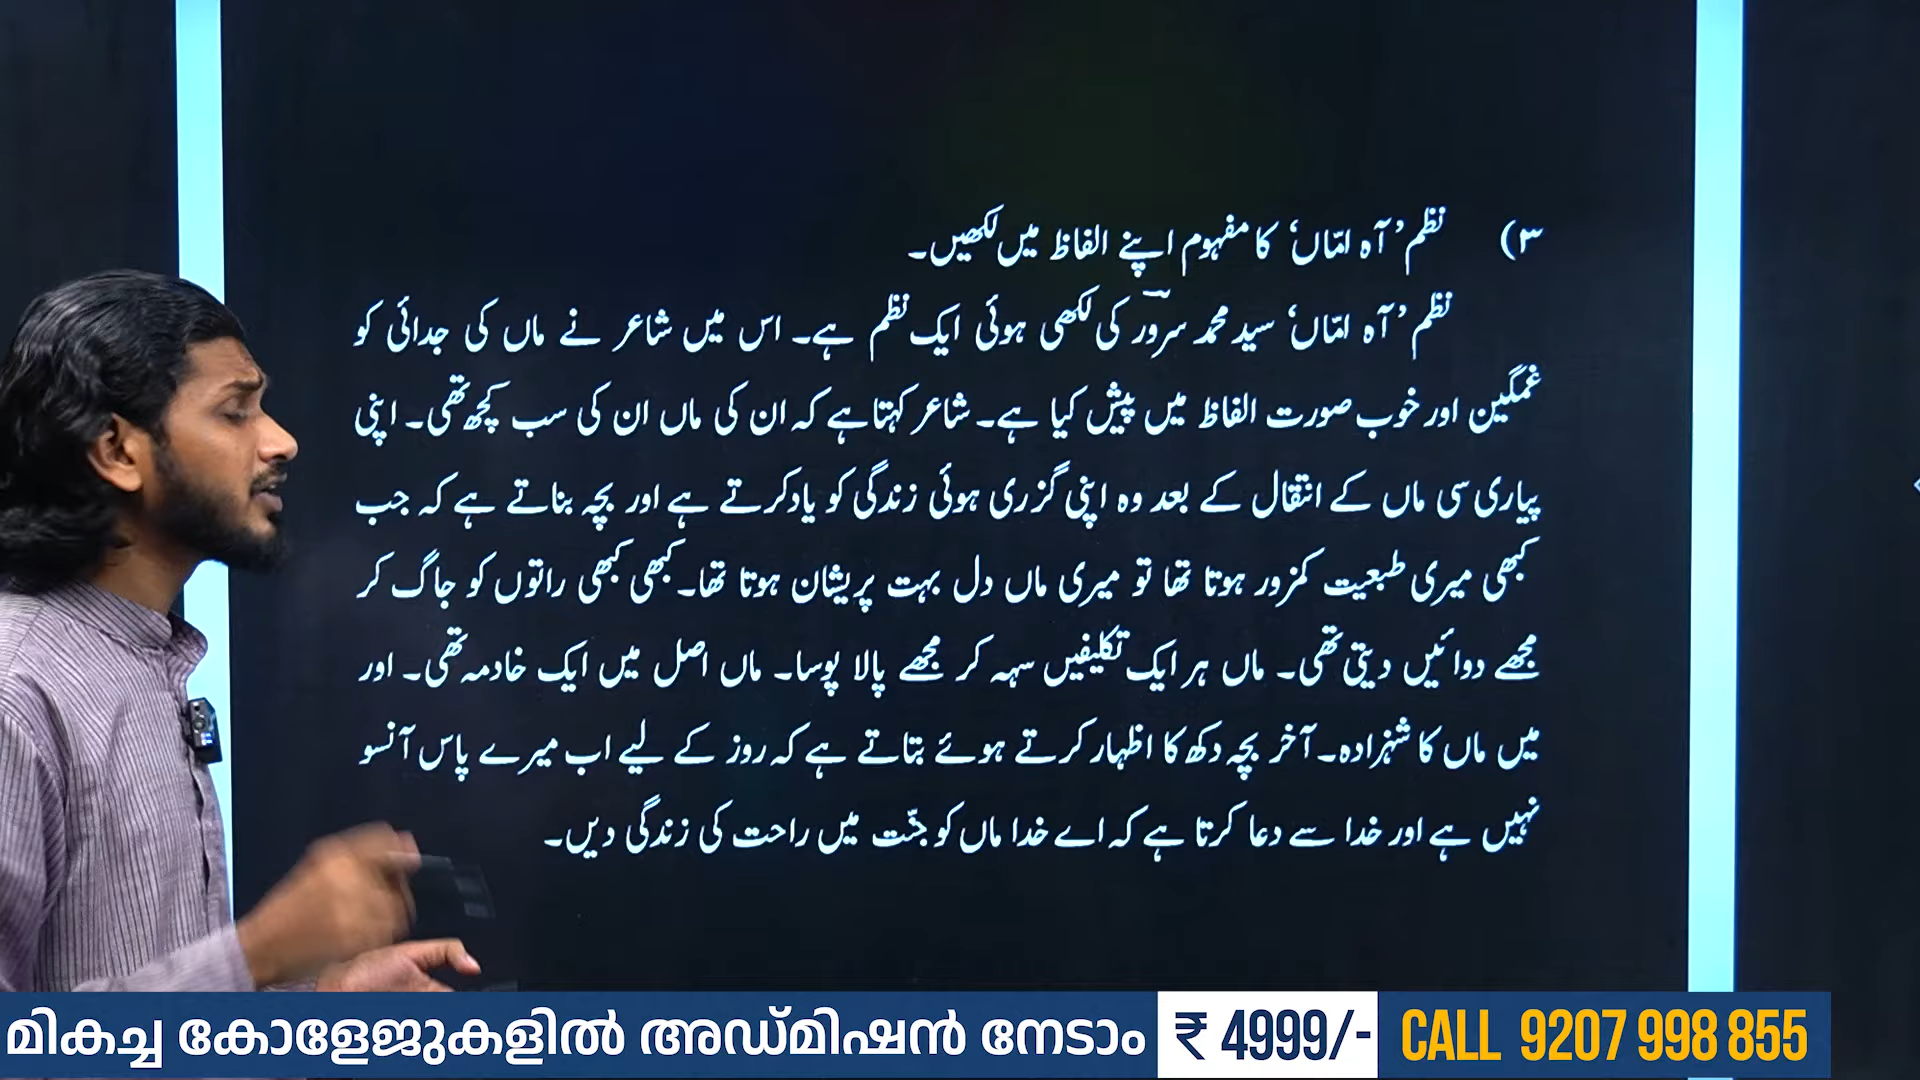 ۳) نظم ’آہ امّاں‘ کا مفہوم اپنے الفاظ میں لکھیں۔
نظم ’آہ امّاں‘ سید محمد سرورؔ کی لکھی ہوئی ایک نظم ہے۔ اس میں شاعر نے ماں کی جدائی کو
غمگین اور خوب صورت الفاظ میں پیش کیا ہے۔ شاعر کہتا ہے کہ ان کی ماں ان کی سب کچھ تھی۔ اپنی
پیاری سی ماں کے انتقال کے بعد وہ اپنی گزری ہوئی زندگی کو یاد کرتے ہے اور بچہ بناتے ہے کہ جب
کبھی میری طبعیت کمزور ہوتا تھا تو میری ماں دل بہت پریشان ہوتا تھا۔ کبھی کبھی راتوں کو جاگ کر
مجھے دوائیں دیتی تھی۔ ماں ہر ایک تکلیفیں سہہ کر مجھے پالا پوسا۔ ماں اصل میں ایک خادمہ تھی۔ اور
میں ماں کا شہزادہ۔ آخر بچہ دکھ کا اظہار کرتے ہوئے بتاتے ہے کہ روز کے لیے اب میرے پاس آنسو
نہیں ہے اور خدا سے دعا کرتا ہے کہ اے خدا ماں کو جنّت میں راحت کی زندگی دیں۔
മികച്ച കോളേജുകളിൽ അഡ്മിഷൻ നേടാം ₹ 4999/- CALL 9207 998 855